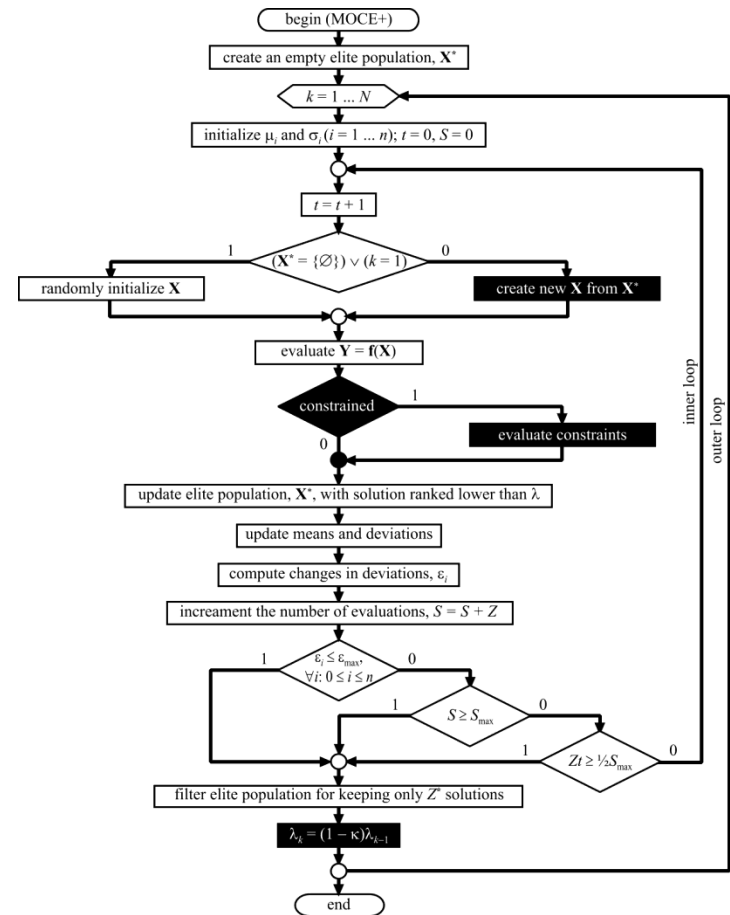 begin (MOCE+)
create an empty elite population, X*
k = 1 ... N
initialize μi and σi (i = 1 ... n); t = 0, S = 0
t = t + 1
1
(X* = {∅}) ∨ (k = 1)
0
randomly initialize X
create new X from X*
evaluate Y = f(X)
constrained
1
0
evaluate constraints
inner loop
outer loop
update elite population, X*, with solution ranked lower than λ
update means and deviations
compute changes in deviations, εi
increament the number of evaluations, S = S + Z
1
εi ≤ εmax,
∀i: 0 ≤ i ≤ n
0
1
S ≥ Smax
0
1
Zt ≥ ½Smax
0
filter elite population for keeping only Z* solutions
λk = (1 − κ)λk−1
end